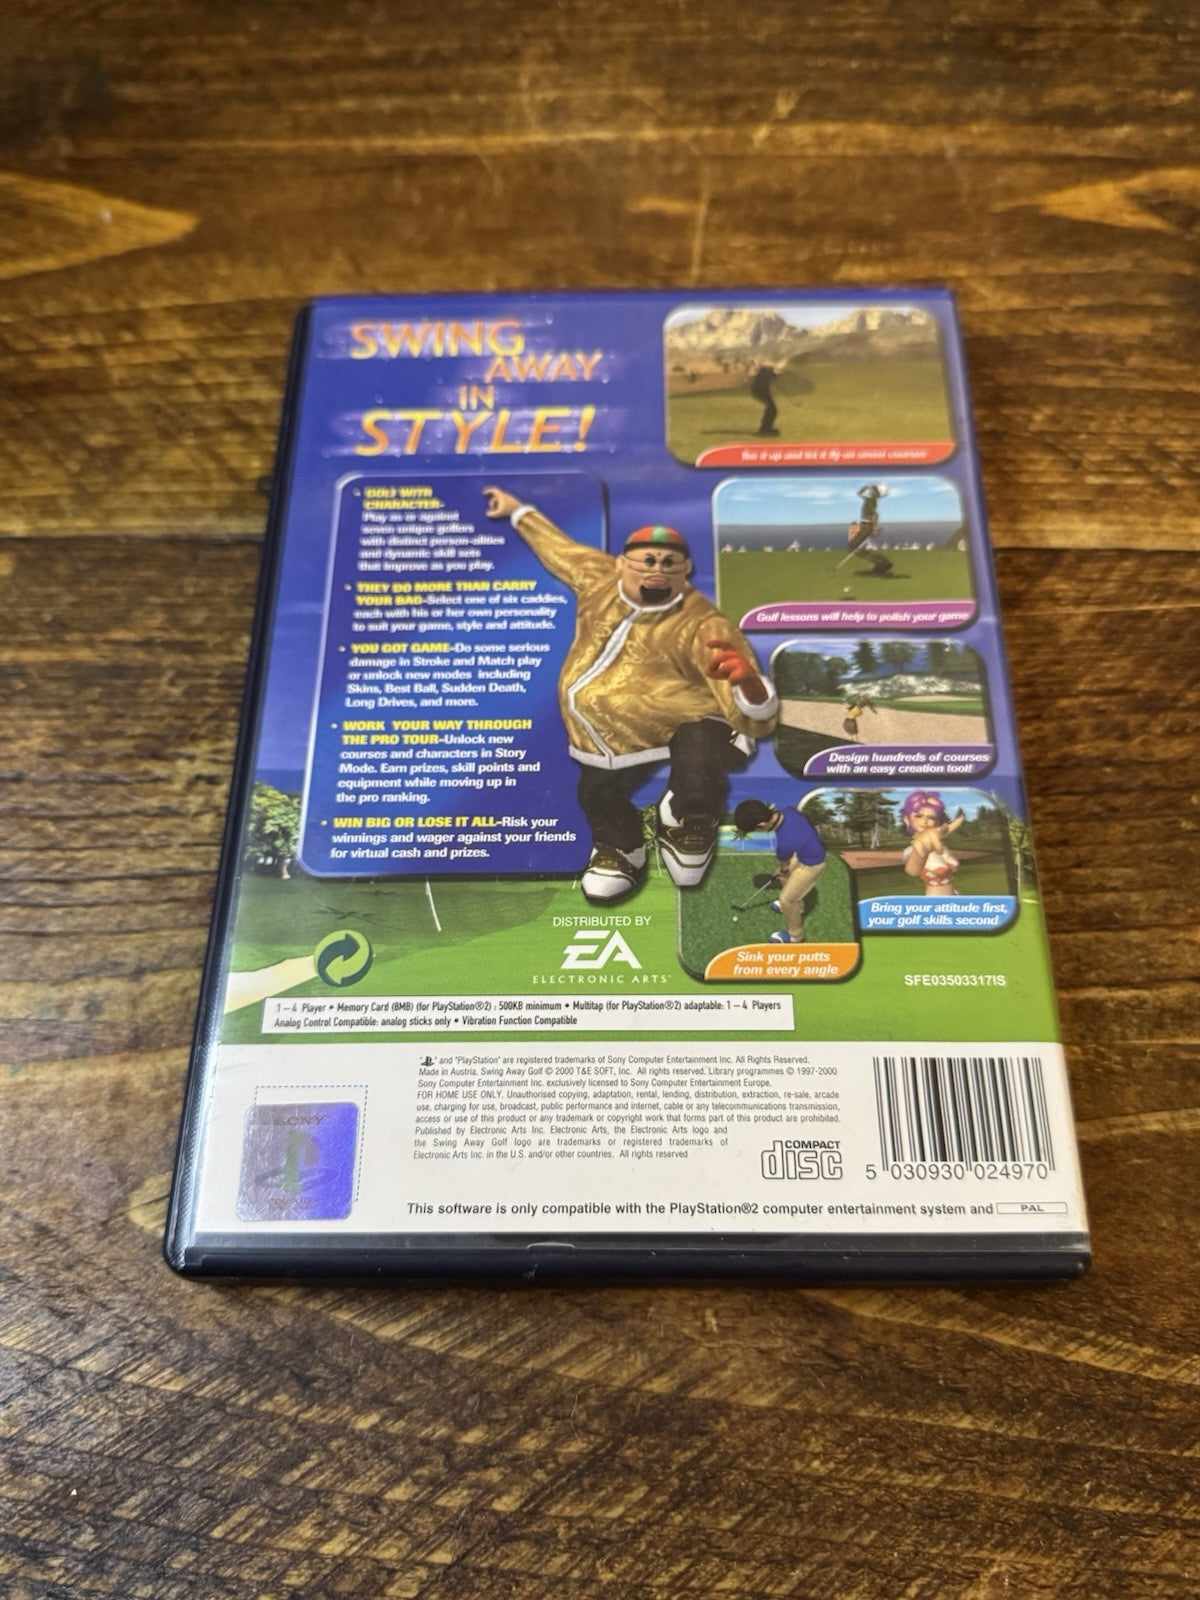 SWING
AWAY
IN
STYLE!
• GOLF WITH
CHARACTER-
Play as or against
seven unique golfers
with distinct person-alities
and dynamic skill sets
that improve as you play.
• THEY DO MORE THAN CARRY
YOUR BAG-Select one of six caddies,
each with his or her own personality
to suit your game, style and attitude.
• YOU GOT GAME-Do some serious
damage in Stroke and Match play
or unlock new modes including
Skins, Best Ball, Sudden Death,
Long Drives, and more.
• WORK YOUR WAY THROUGH
THE PRO TOUR-Unlock new
courses and characters in Story
Mode. Earn prizes, skill points and
equipment while moving up in
the pro ranking.
• WIN BIG OR LOSE IT ALL-Risk your
winnings and wager against your friends
for virtual cash and prizes.
Tee it up and let it fly on seven courses
Golf lessons will help to polish your game
Design hundreds of courses
with an easy creation tool!
Bring your attitude first,
your golf skills second
Sink your putts
from every angle
DISTRIBUTED BY
EA
ELECTRONIC ARTS™
SFE03503317IS
1 – 4 Player • Memory Card (8MB) (for PlayStation®2) : 500KB minimum • Multitap (for PlayStation®2) adaptable: 1 – 4 Players
Analog Control Compatible: analog sticks only • Vibration Function Compatible
" " and "PlayStation" are registered trademarks of Sony Computer Entertainment Inc. All Rights Reserved.
Made in Austria. Swing Away Golf © 2000 T&E SOFT, Inc. All rights reserved. Library programmes © 1997-2000
Sony Computer Entertainment Inc. exclusively licensed to Sony Computer Entertainment Europe.
FOR HOME USE ONLY. Unauthorised copying, adaptation, rental, lending, distribution, extraction, re-sale, arcade
use, charging for use, broadcast, public performance and internet, cable or any telecommunications transmission,
access or use of this product or any trademark or copyright work that forms part of this product are prohibited.
Published by Electronic Arts Inc. Electronic Arts, the Electronic Arts logo and
the Swing Away Golf logo are trademarks or registered trademarks of
Electronic Arts Inc. in the U.S. and/or other countries. All rights reserved
SONY
COMPUTER
COMPACT
disc
5 030930 024970
This software is only compatible with the PlayStation®2 computer entertainment system and PAL